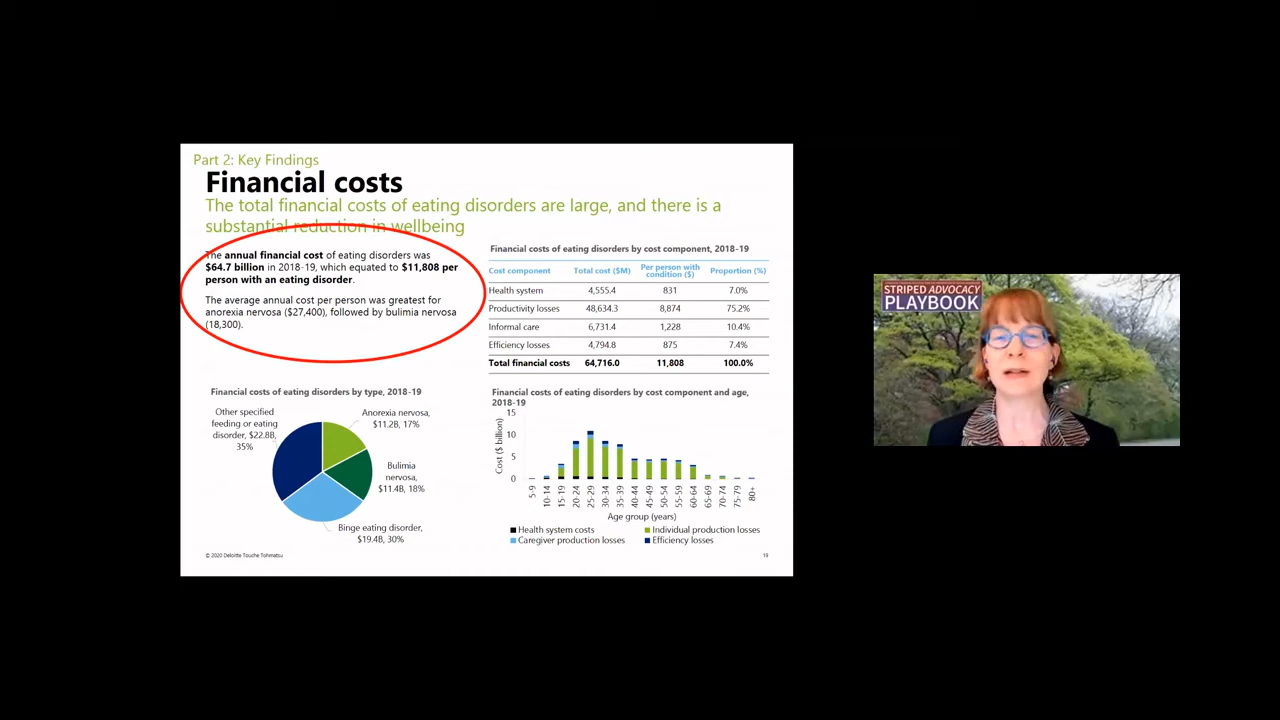 Part 2: Key Findings
Financial costs
The total financial costs of eating disorders are large, and there is a
substantial reduction in wellbeing
The annual financial cost of eating disorders was
$64.7 billion in 2018-19, which equated to $11,808 per
person with an eating disorder.
The average annual cost per person was greatest for
anorexia nervosa ($27,400), followed by bulimia nervosa
(18,300).
Financial costs of eating disorders by cost component, 2018-19
Cost component Total cost ($M) Per person with
condition ($) Proportion (%)
Health system 4,555.4 831 7.0%
Productivity losses 48,634.3 8,874 75.2%
Informal care 6,731.4 1,228 10.4%
Efficiency losses 4,794.8 875 7.4%
Total financial costs 64,716.0 11,808 100.0%
Financial costs of eating disorders by type, 2018-19
Other specified
feeding or eating
disorder, $22.8B,
35%
Anorexia nervosa,
$11.2B, 17%
Bulimia
nervosa,
$11.4B, 18%
Binge eating disorder,
$19.4B, 30%
Financial costs of eating disorders by cost component and age,
2018-19
Cost ($ billion)
15
10
5
0
5-9
10-14
15-19
20-24
25-29
30-34
35-39
40-44
45-49
50-54
55-59
60-64
65-69
70-74
75-79
80+
Age group (years)
Health system costs
Individual production losses
Caregiver production losses
Efficiency losses
© 2020 Deloitte Touche Tohmatsu
19
STRIPED ADVOCACY
PLAYBOOK